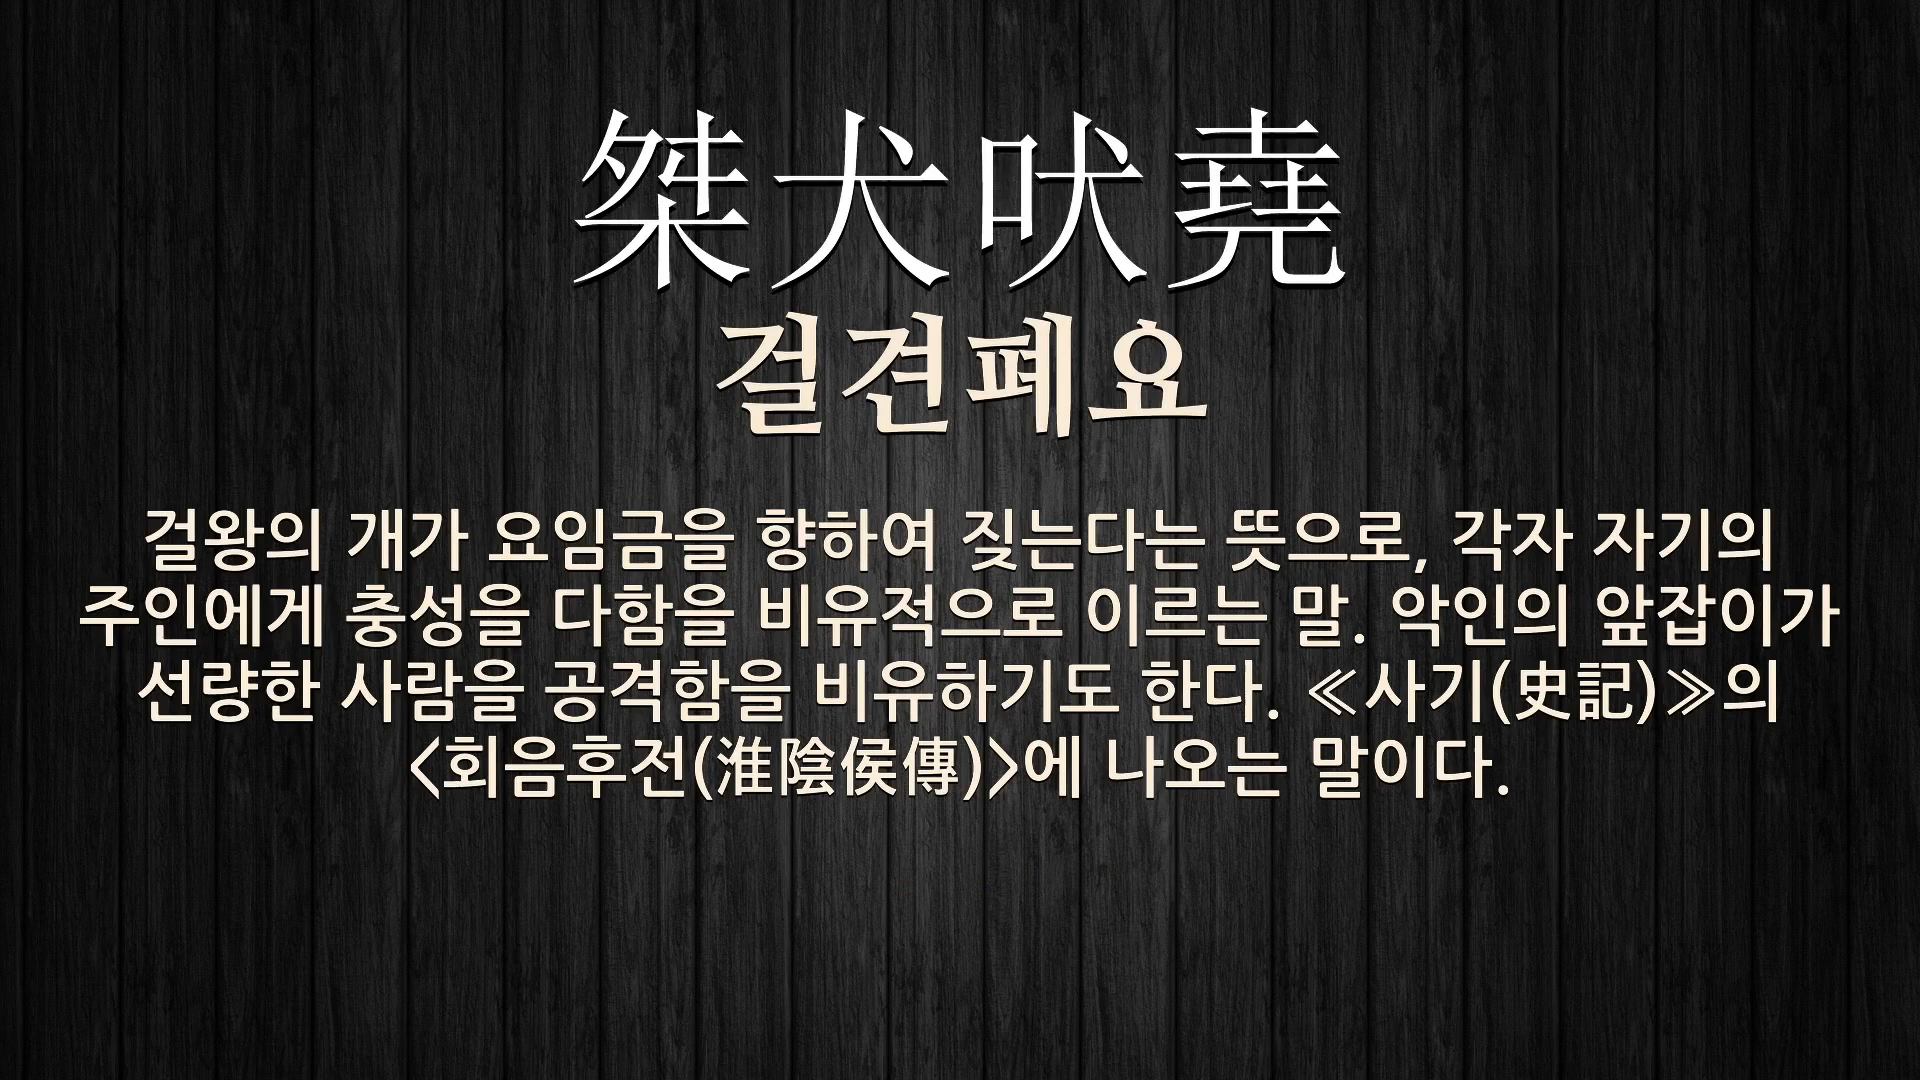 桀犬吠堯
걸견폐요
걸왕의 개가 요임금을 향하여 짖는다는 뜻으로, 각자 자기의
주인에게 충성을 다함을 비유적으로 이르는 말. 악인의 앞잡이가
선량한 사람을 공격함을 비유하기도 한다. ≪사기(史記)≫의
<회음후전(淮陰侯傳)>에 나오는 말이다.